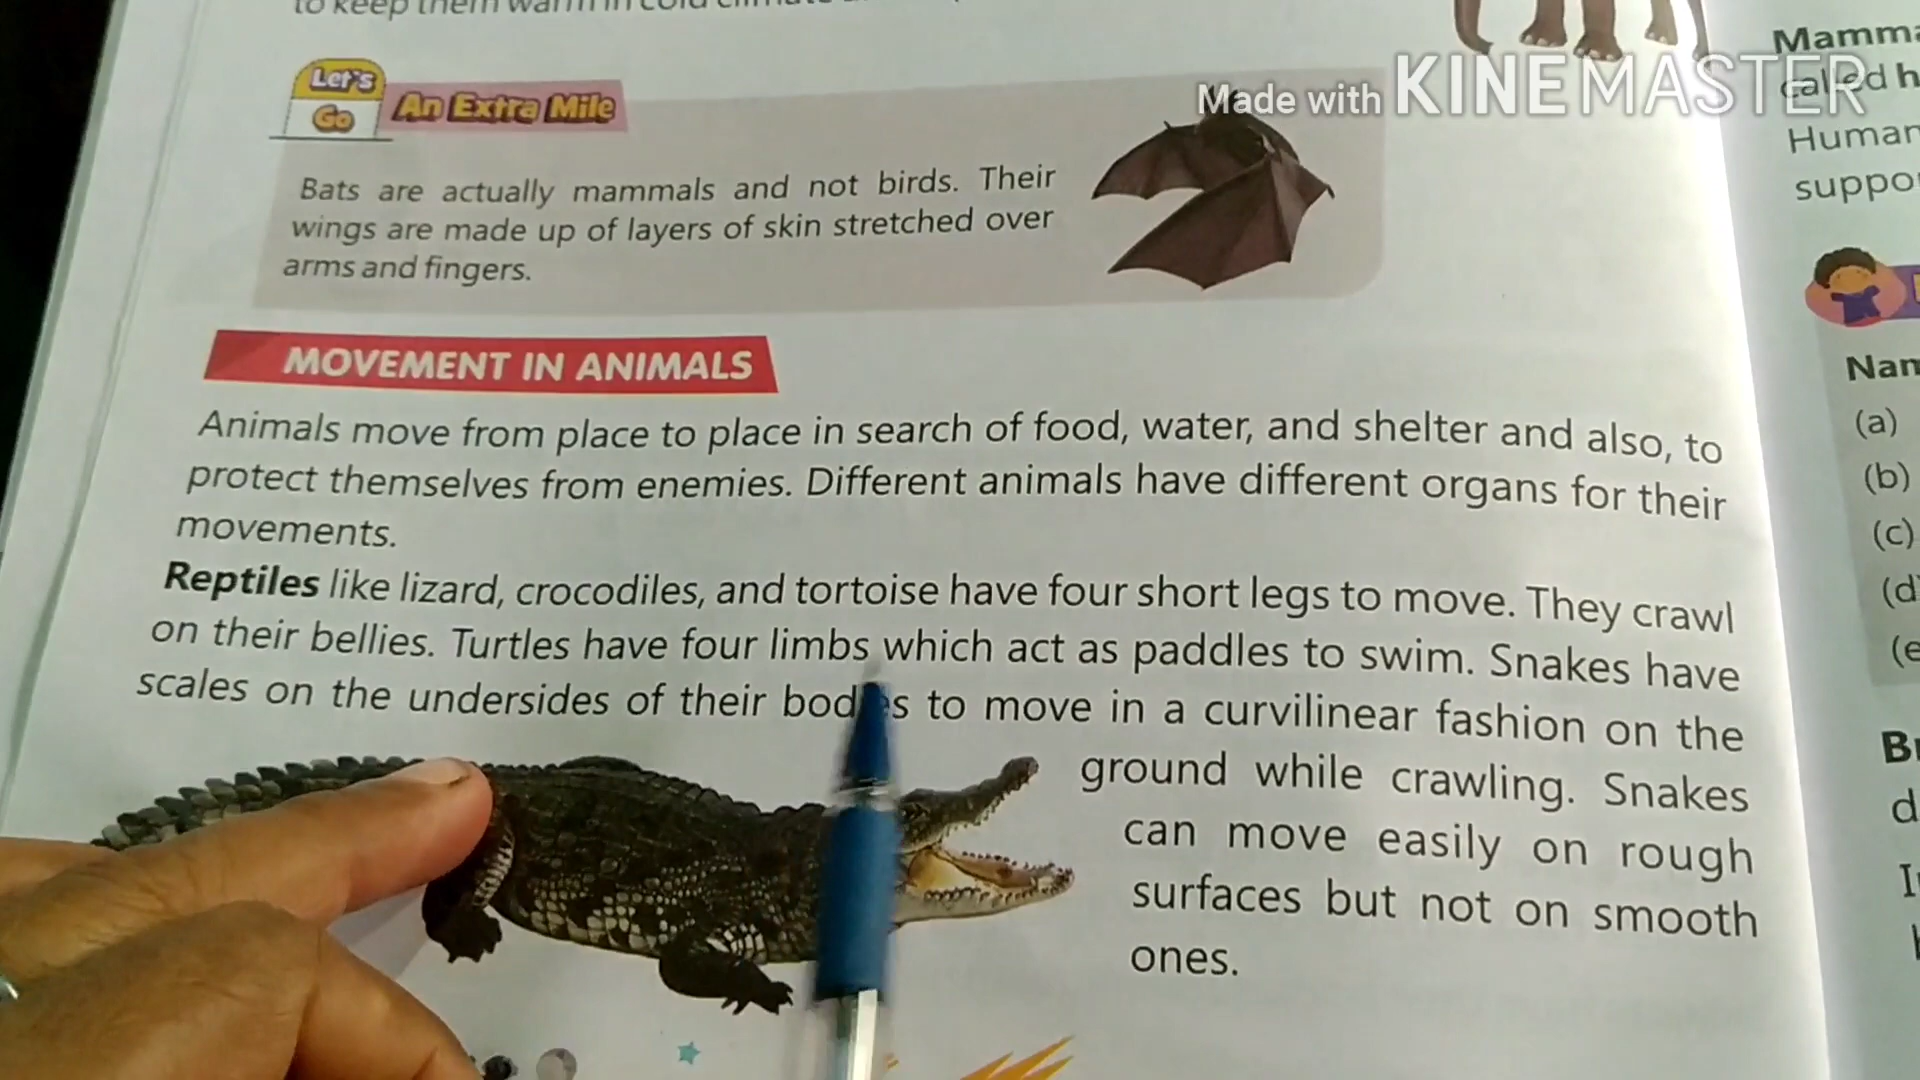 to keep them warm in cold
Let's
Go
An Extra Mile
Bats are actually mammals and not birds. Their
wings are made up of layers of skin stretched over
arms and fingers.
MOVEMENT IN ANIMALS
Animals move from place to place in search of food, water, and shelter and also, to
protect themselves from enemies. Different animals have different organs for their
movements.
Reptiles like lizard, crocodiles, and tortoise have four short legs to move. They crawl
on their bellies. Turtles have four limbs which act as paddles to swim. Snakes have
scales on the undersides of their bodies to move in a curvilinear fashion on the
ground while crawling. Snakes
can move easily on rough
surfaces but not on smooth
ones.
Made with KINEMASTER
called
(a)
(b)
(c)